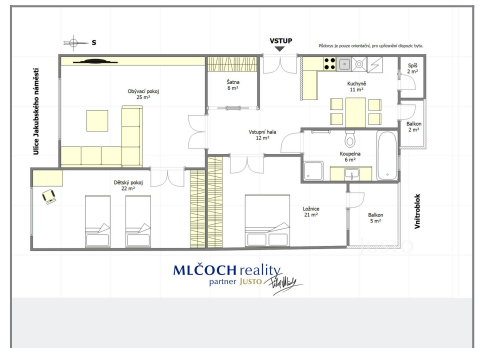 S
VSTUP
Půdorys je pouze orientační, pro upřesnění dispozic bytu.
Ulice Jakubského náměstí
Obývací pokoj
25 m²
Šatna
6 m²
Kuchyně
11 m²
Spíš
2 m²
Balkon
2 m²
Vstupní hala
12 m²
Koupelna
6 m²
Dětský pokoj
22 m²
Ložnice
21 m²
Balkon
5 m²
Vnitroblok
MLČOCH reality
partner JUSTO